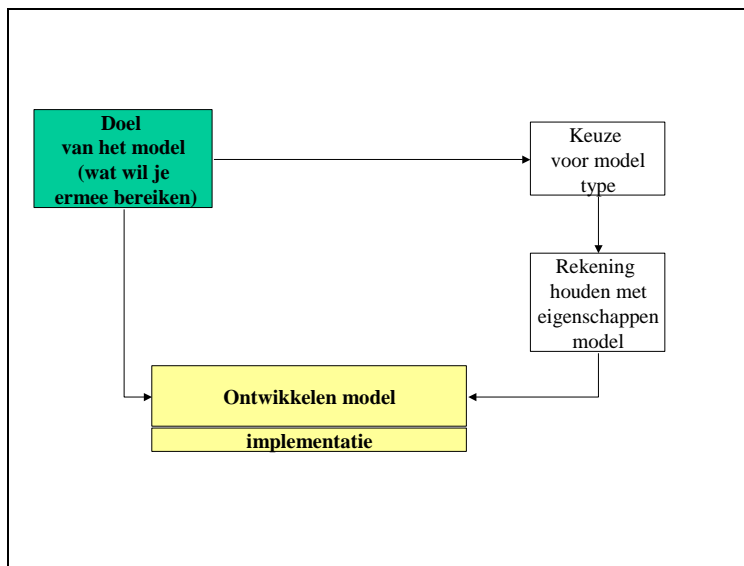 Doel
van het model
(wat wil je
ermee bereiken)
Keuze
voor model
type
Rekening
houden met
eigenschappen
model
Ontwikkelen model
implementatie